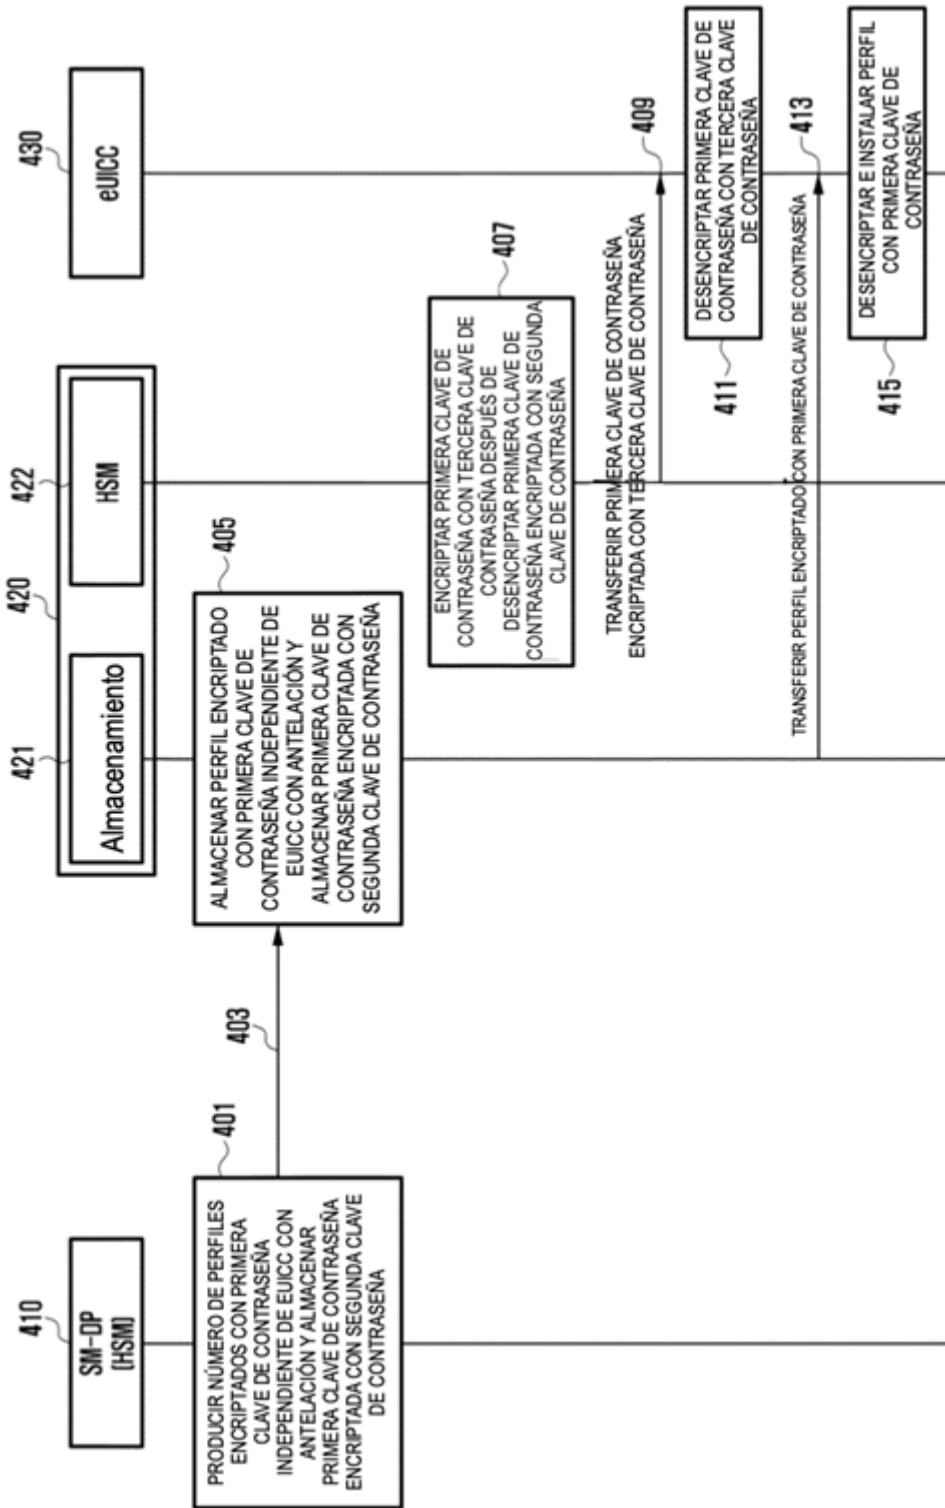 410
SM-DP
(HSM)
420
421
Almacenamiento
422
HSM
430
eUICC
401
PRODUCIR NÚMERO DE PERFILES
ENCRIPTADOS CON PRIMERA
CLAVE DE CONTRASEÑA
INDEPENDIENTE DE EUICC CON
ANTELACIÓN Y ALMACENAR
PRIMERA CLAVE DE CONTRASEÑA
ENCRIPTADA CON SEGUNDA CLAVE
DE CONTRASEÑA
403
405
ALMACENAR PERFIL ENCRIPTADO
CON PRIMERA CLAVE DE
CONTRASEÑA INDEPENDIENTE DE
EUICC CON ANTELACIÓN Y
ALMACENAR PRIMERA CLAVE DE
CONTRASEÑA ENCRIPTADA CON
SEGUNDA CLAVE DE CONTRASEÑA
407
ENCRIPTAR PRIMERA CLAVE DE
CONTRASEÑA CON TERCERA CLAVE DE
CONTRASEÑA DESPUÉS DE
DESENCRIPTAR PRIMERA CLAVE DE
CONTRASEÑA ENCRIPTADA CON SEGUNDA
CLAVE DE CONTRASEÑA
TRANSFERIR PRIMERA CLAVE DE CONTRASEÑA
ENCRIPTADA CON TERCERA CLAVE DE CONTRASEÑA
409
411
DESENCRIPTAR PRIMERA CLAVE DE
CONTRASEÑA CON TERCERA CLAVE
DE CONTRASEÑA
TRANSFERIR PERFIL ENCRIPTADO CON PRIMERA CLAVE DE CONTRASEÑA
413
415
DESENCRIPTAR E INSTALAR PERFIL
CON PRIMERA CLAVE DE
CONTRASEÑA